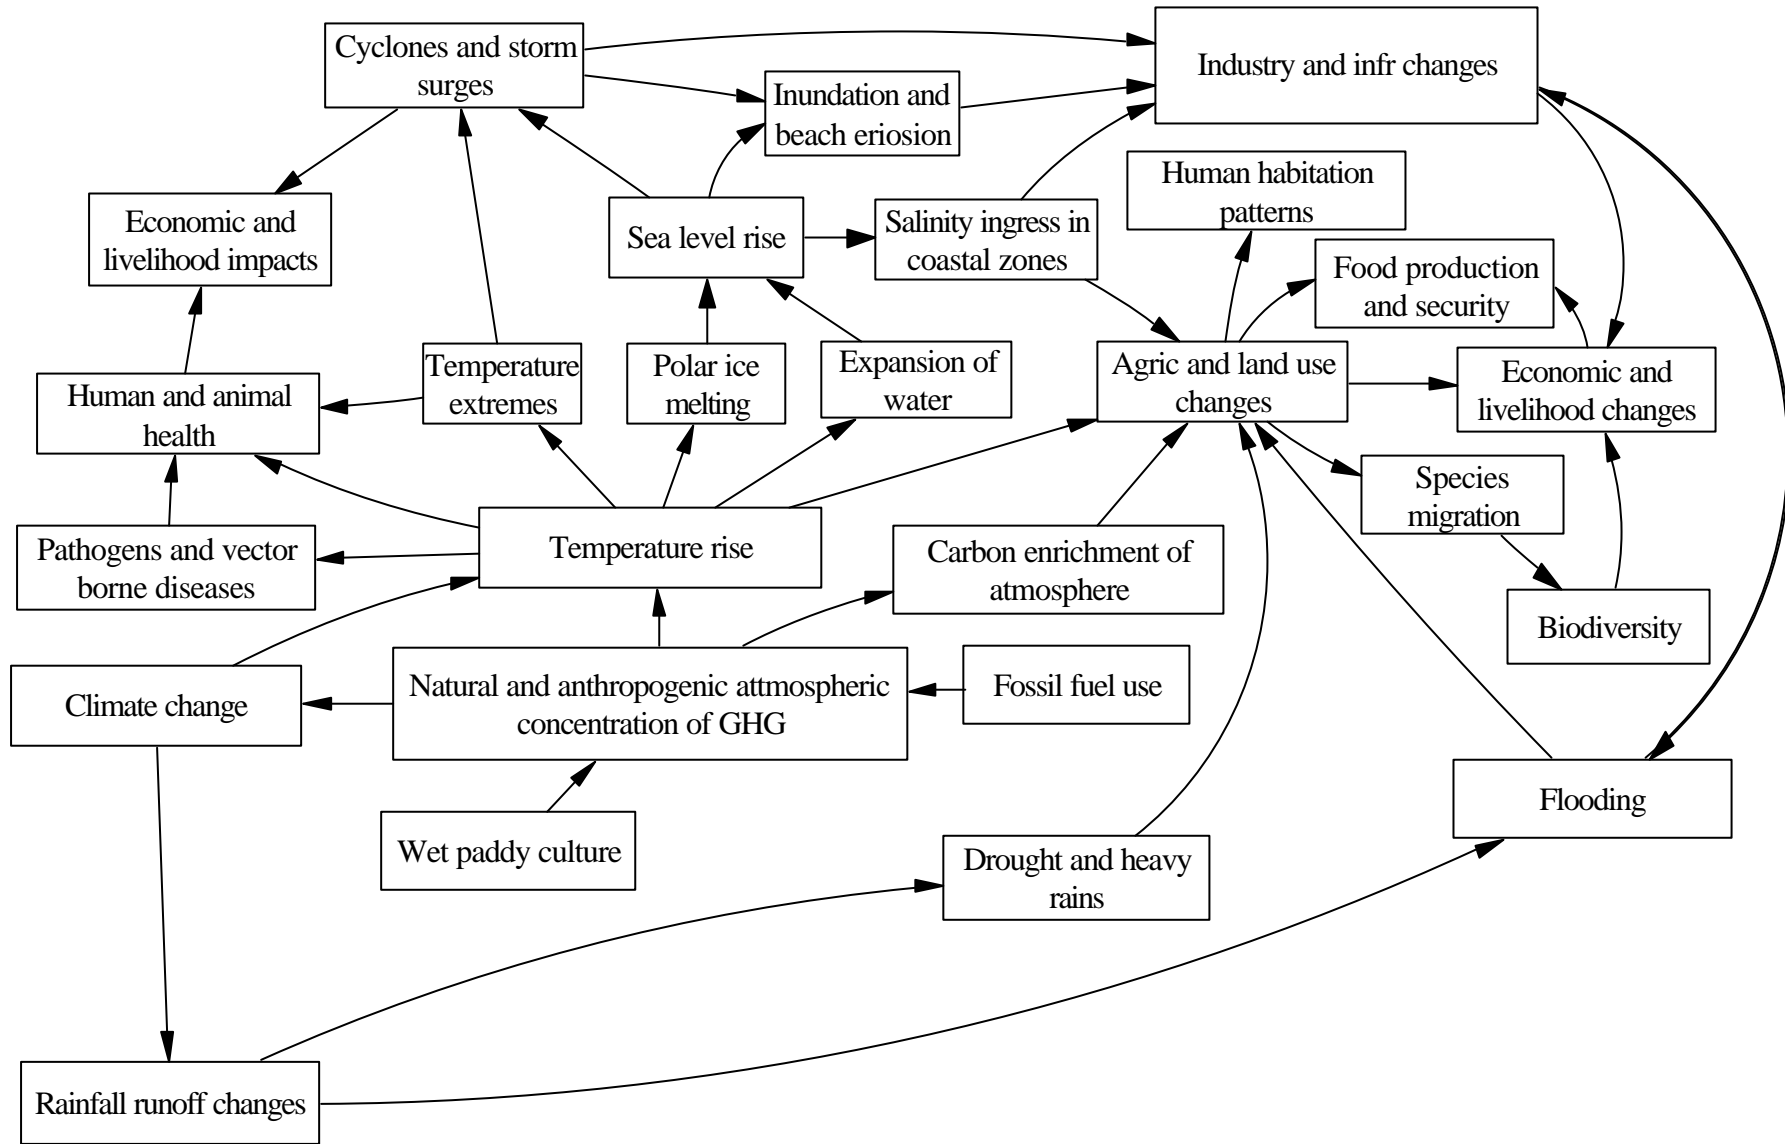 Cyclones and storm
surges
Industry and infr changes
Inundation and
beach eriosion
Human habitation
patterns
Economic and
livelihood impacts
Sea level rise
Salinity ingress in
coastal zones
Food production
and security
Temperature
extremes
Polar ice
melting
Expansion of
water
Agric and land use
changes
Economic and
livelihood changes
Human and animal
health
Species
migration
Pathogens and vector
borne diseases
Temperature rise
Carbon enrichment of
atmosphere
Biodiversity
Climate change
Natural and anthropogenic attmospheric
concentration of GHG
Fossil fuel use
Flooding
Wet paddy culture
Drought and heavy
rains
Rainfall runoff changes